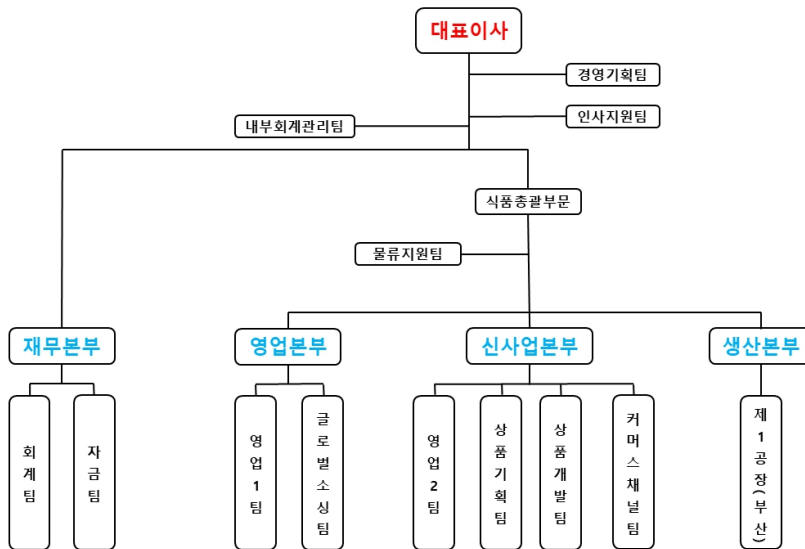 대표이사
경영기획팀
인사지원팀
내부회계관리팀
식품총괄부문
물류지원팀
재무본부
영업본부
신사업본부
생산본부
회계팀
자금팀
영업1팀
글로벌소싱팀
영업2팀
상품기획팀
상품개발팀
커머스채널팀
제1공장(부산)